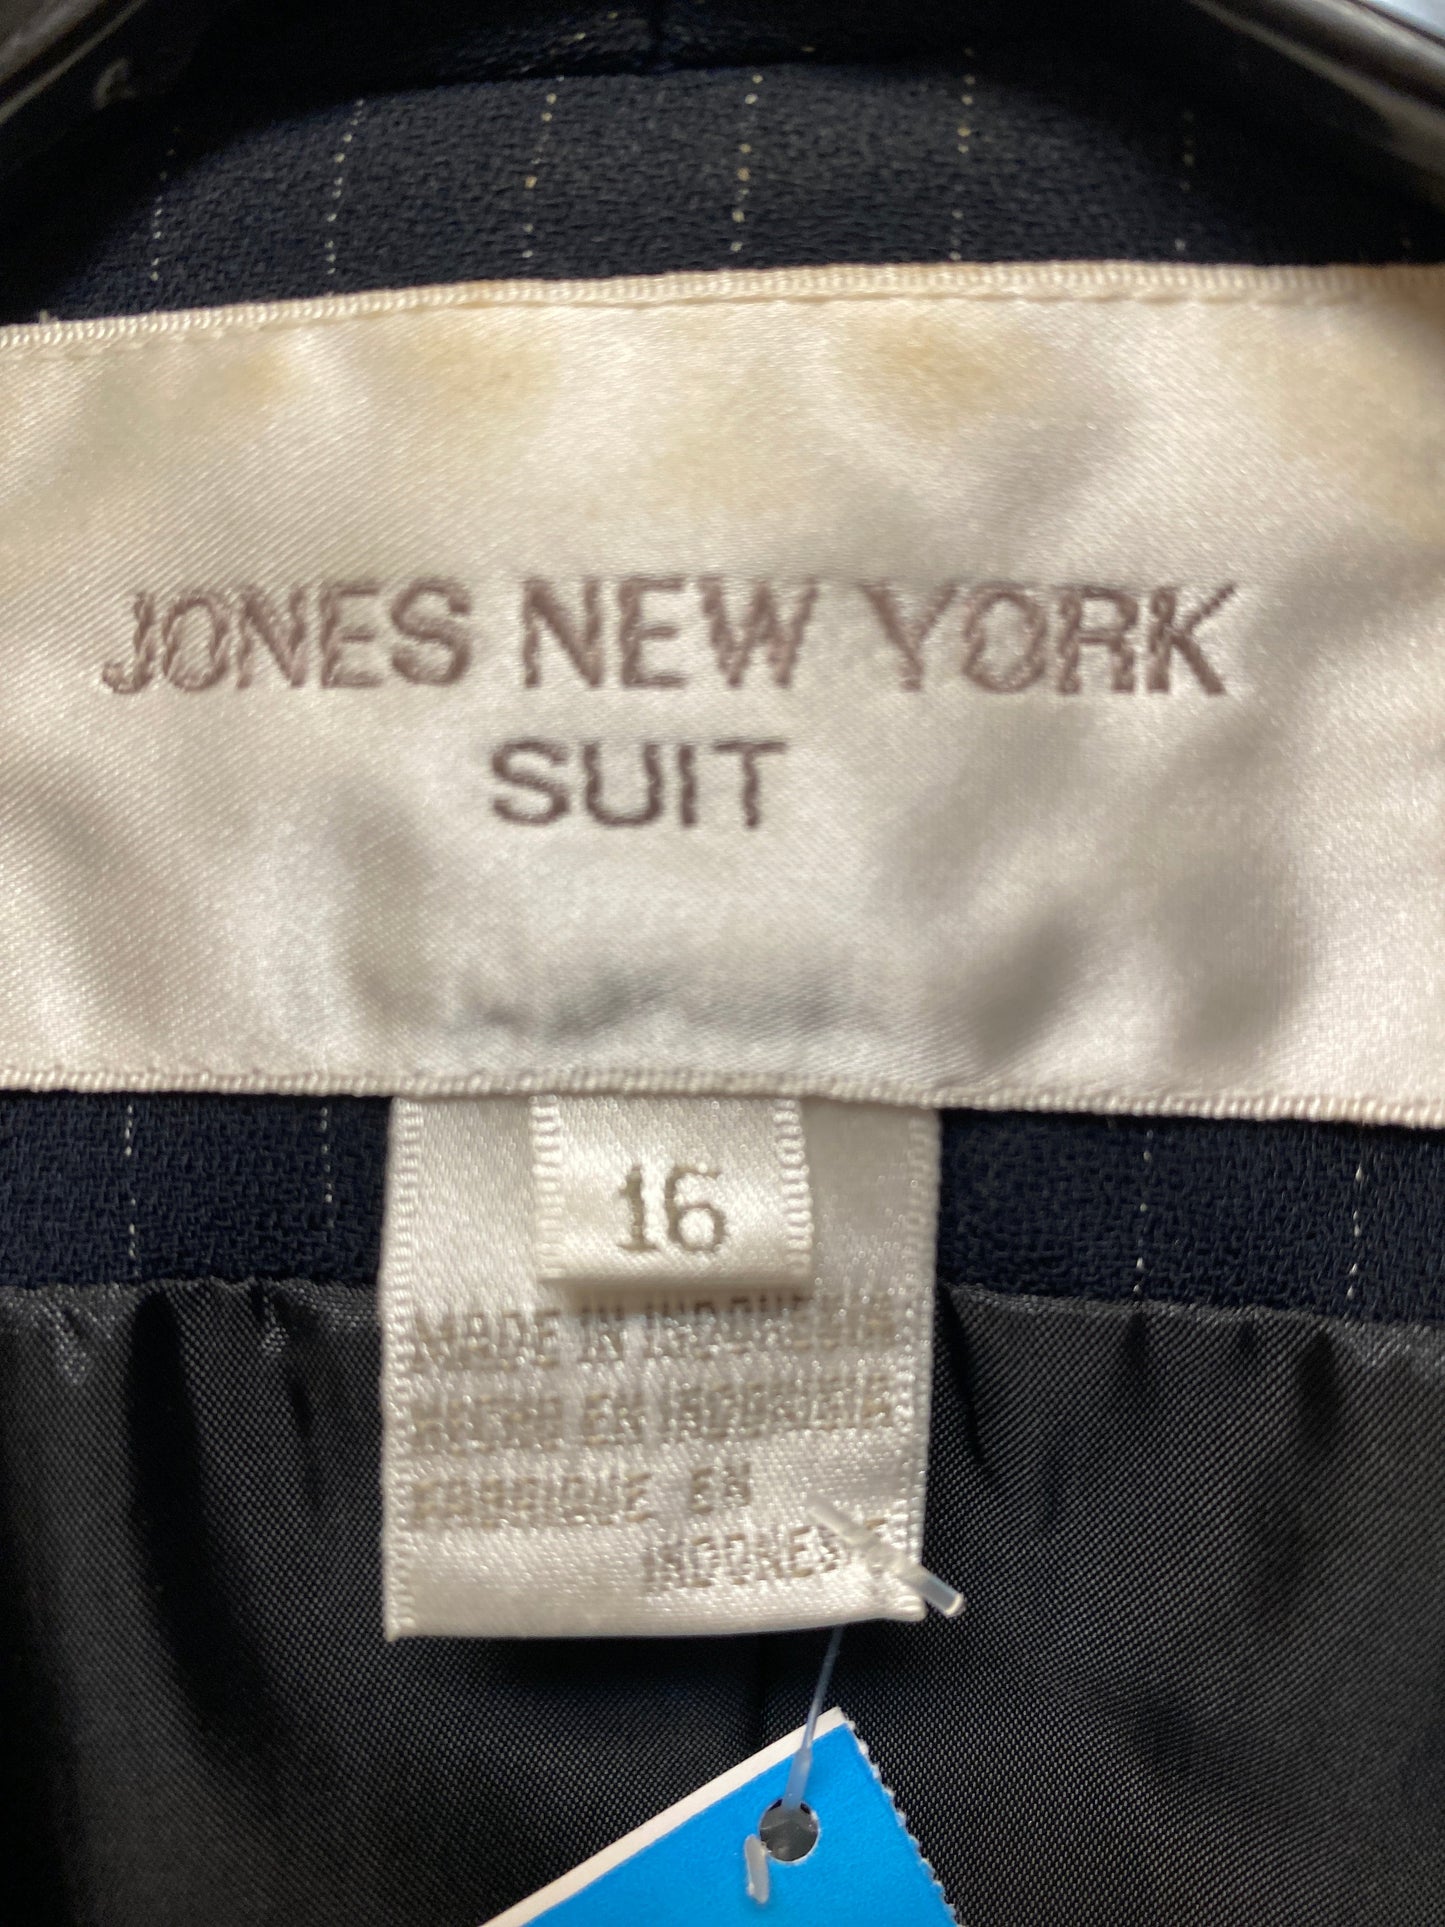 JONES NEW YORK
SUIT
16
MADE IN INDONESIA
HECHO EN INDONESIA
FABRIQUE EN
INDONESIE